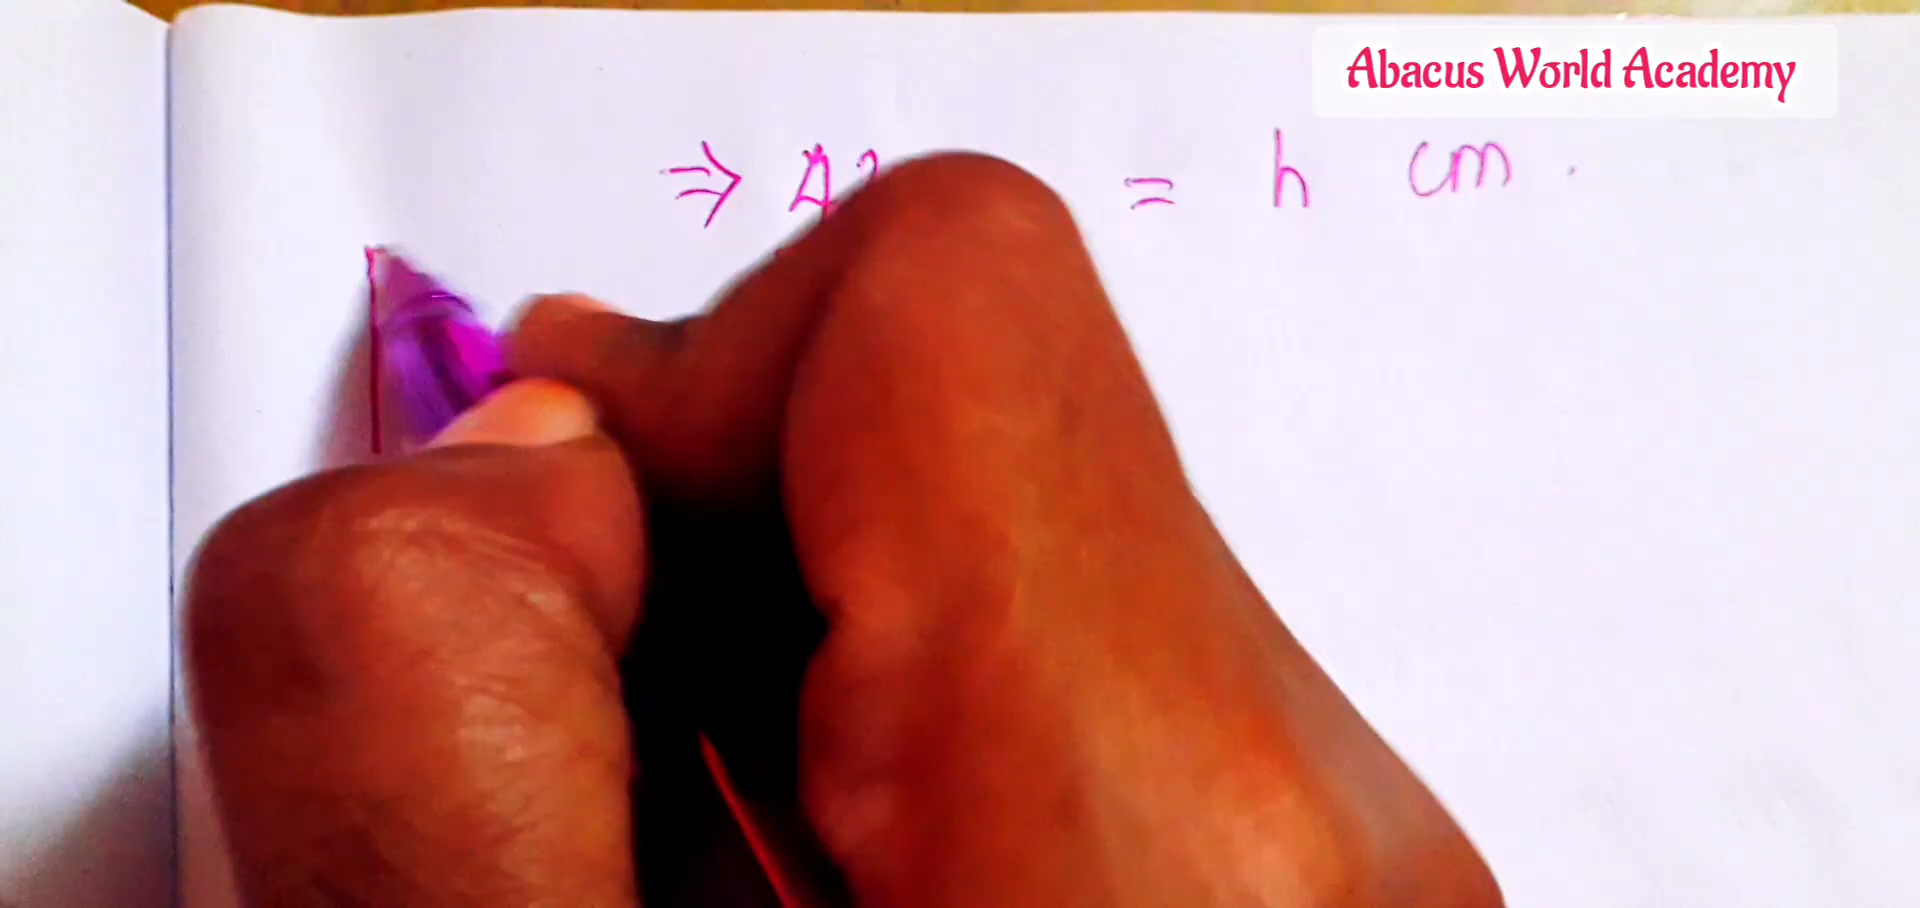 Abacus World Academy
⇒ = h cm.